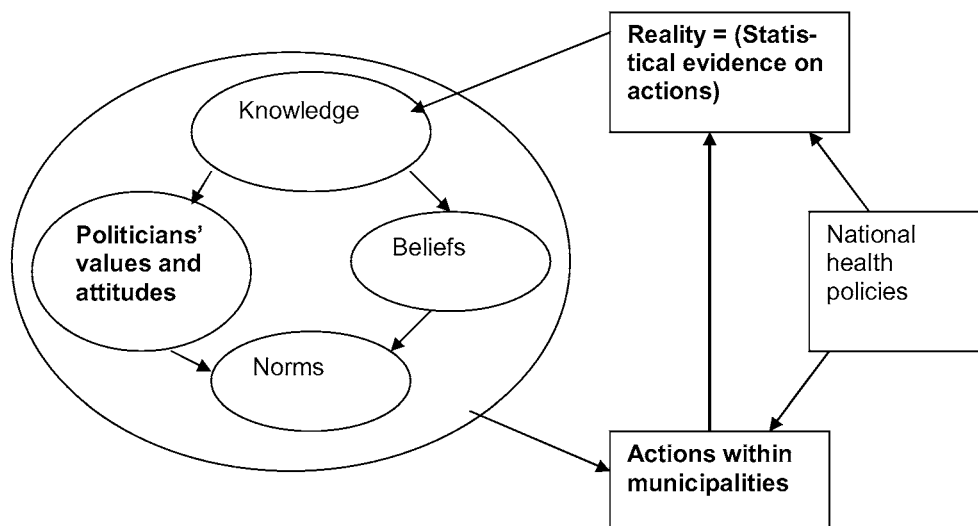 Reality = (Statis-
tical evidence on
actions)
Knowledge
Politicians’
values and
attitudes
Beliefs
National
health
policies
Norms
Actions within
municipalities